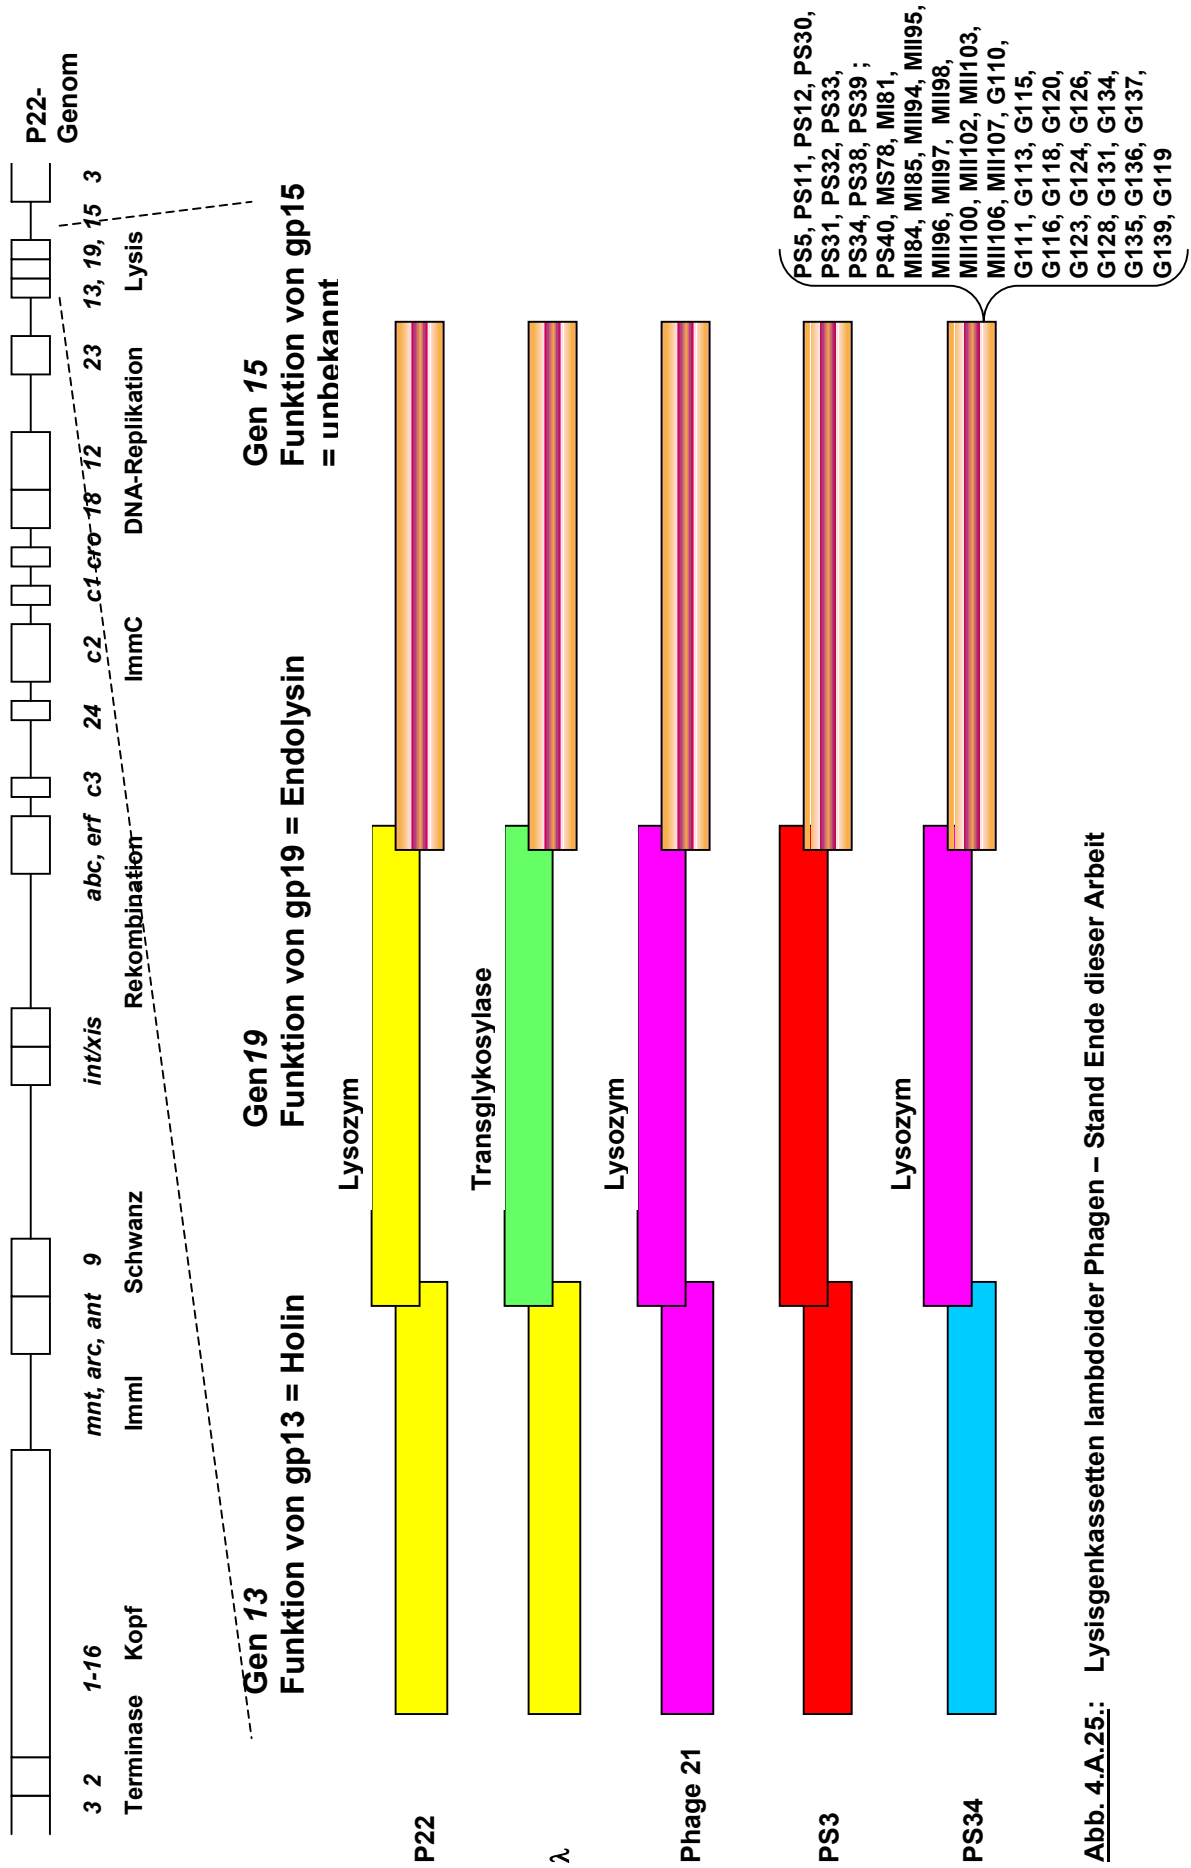 P22-
Genom
3 2 1-16 mnt, arc, ant 9 int/xis abc, erf c3 24 c2 c1 cro 18 12 23 13, 19, 15 3
Terminase Kopf ImmI Schwanz Rekombination ImmC DNA-Replikation Lysis
Gen 13
Funktion von gp13 = Holin
Gen19
Funktion von gp19 = Endolysin
Gen 15
Funktion von gp15
= unbekannt
P22
Lysozym
λ
Transglykosylase
Phage 21
Lysozym
PS3
PS34
Lysozym
PS5, PS11, PS12, PS30,
PS31, PS32, PS33,
PS34, PS38, PS39 ;
PS40, MS78, MI81,
MI84, MI85, MII94, MII95,
MII96, MII97, MII98,
MII100, MII102, MII103,
MII106, MII107, G110,
G111, G113, G115,
G116, G118, G120,
G123, G124, G126,
G128, G131, G134,
G135, G136, G137,
G139, G119
Abb. 4.A.25.: Lysisgenkassetten lambdoider Phagen – Stand Ende dieser Arbeit